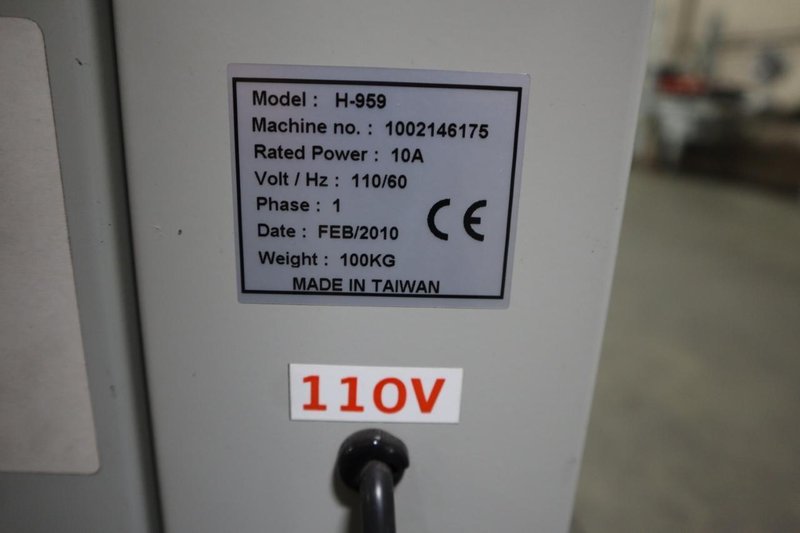 Model : H-959
Machine no. : 1002146175
Rated Power : 10A
Volt / Hz : 110/60
Phase : 1
Date : FEB/2010
CE
Weight : 100KG
MADE IN TAIWAN
110V